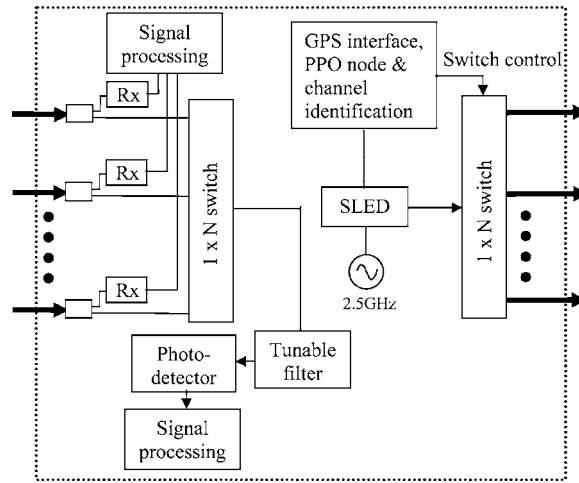 Signal
processing
GPS interface,
PPO node &
channel
identification
Switch control
Rx
Rx
Rx
1 x N switch
SLED
2.5GHz
1 x N switch
Photo-
detector
Tunable
filter
Signal
processing